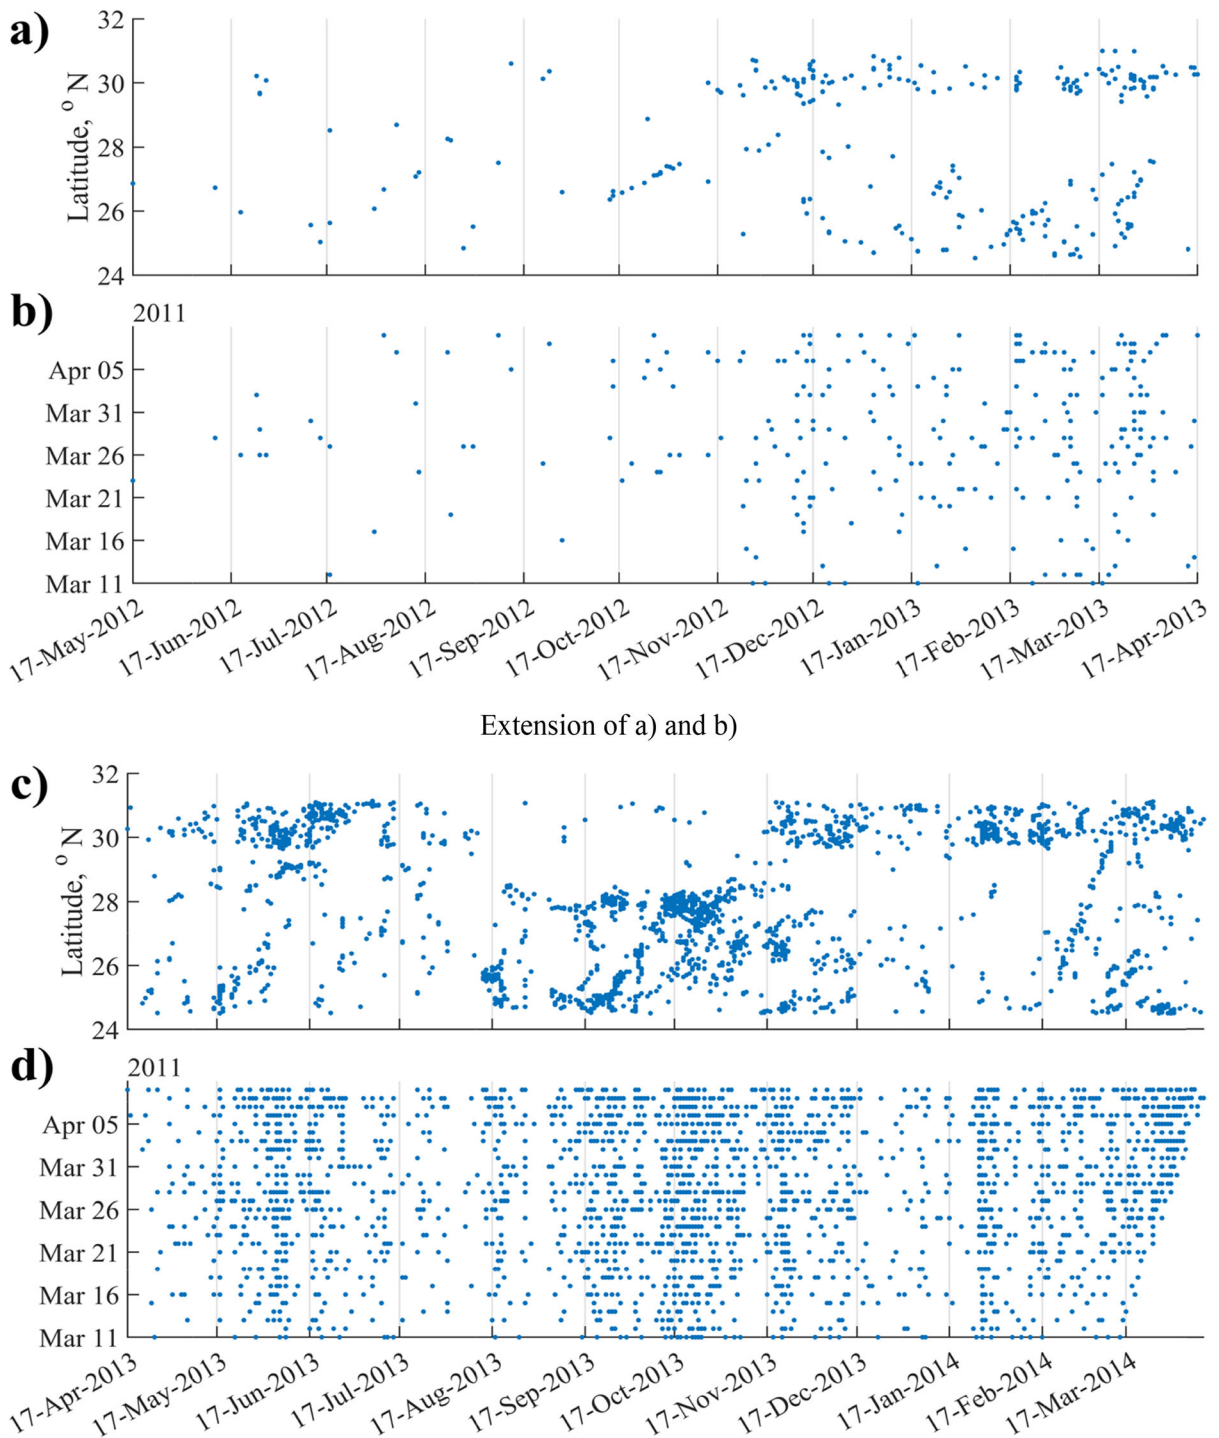 a)
32
30
28
26
24
Latitude, ° N
b)
2011
Apr 05
Mar 31
Mar 26
Mar 21
Mar 16
Mar 11
17-May-2012
17-Jun-2012
17-Jul-2012
17-Aug-2012
17-Sep-2012
17-Oct-2012
17-Nov-2012
17-Dec-2012
17-Jan-2013
17-Feb-2013
17-Mar-2013
17-Apr-2013
Extension of a) and b)
c)
32
30
28
26
24
Latitude, ° N
d)
2011
Apr 05
Mar 31
Mar 26
Mar 21
Mar 16
Mar 11
17-Apr-2013
17-May-2013
17-Jun-2013
17-Jul-2013
17-Aug-2013
17-Sep-2013
17-Oct-2013
17-Nov-2013
17-Dec-2013
17-Jan-2014
17-Feb-2014
17-Mar-2014